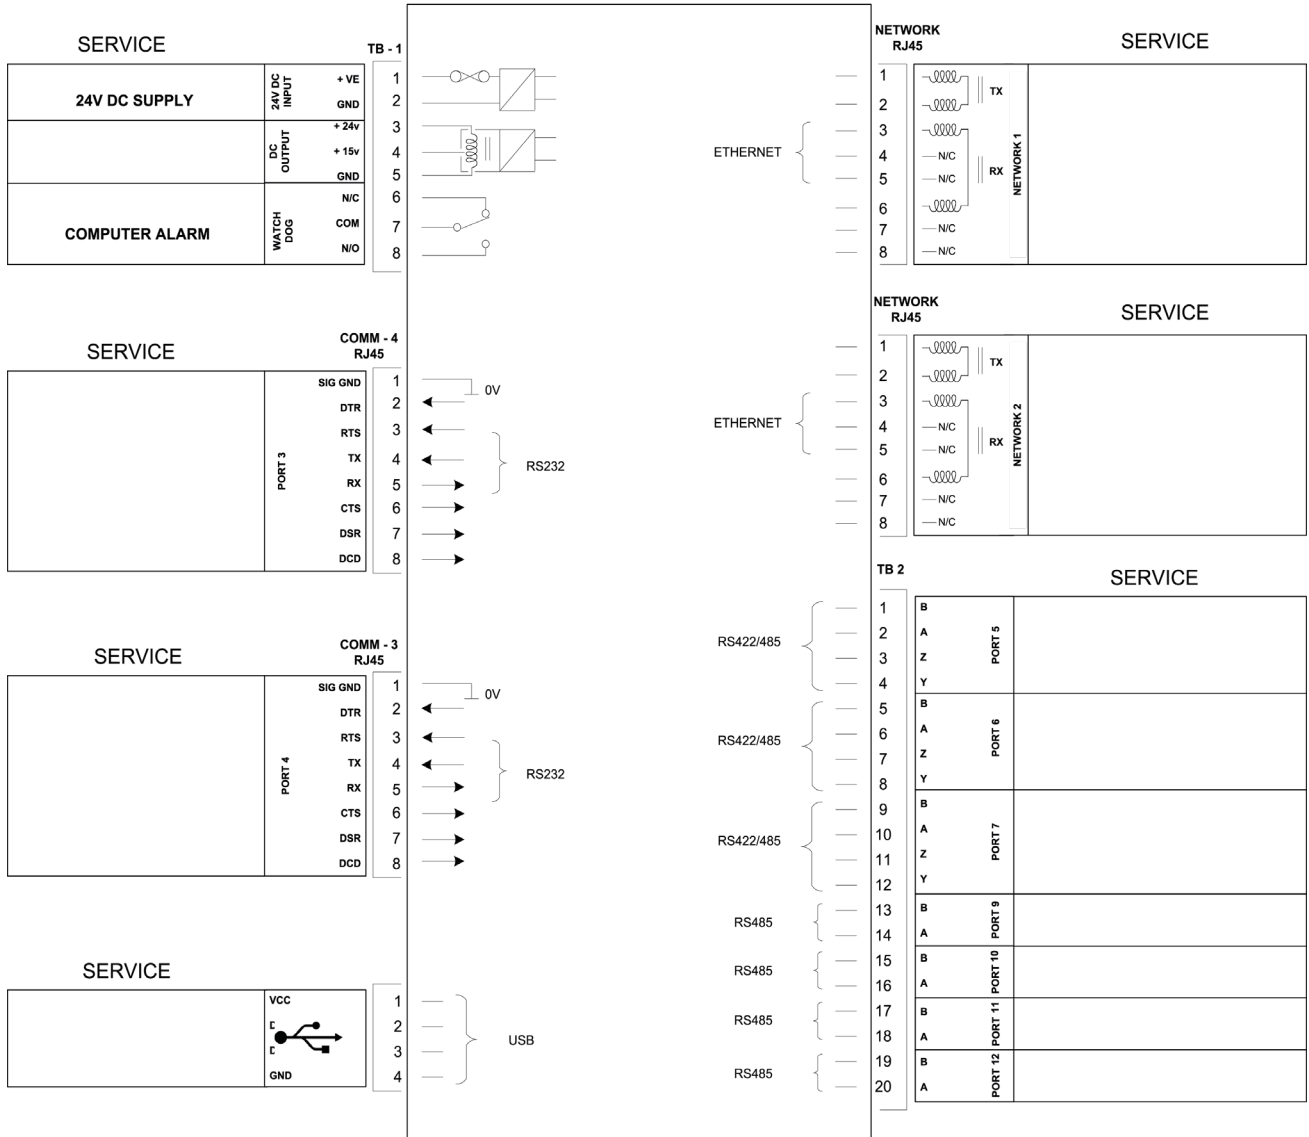 SERVICE
TB - 1
24V DC SUPPLY
24V DC
INPUT
+ VE
1
GND
2
DC
OUTPUT
+ 24v
3
+ 15v
4
GND
5
COMPUTER ALARM
WATCH
DOG
N/C
6
COM
7
N/O
8
SERVICE
COMM - 4
RJ45
PORT 3
SIG GND
1
0V
DTR
2
RTS
3
TX
4
RS232
RX
5
CTS
6
DSR
7
DCD
8
SERVICE
COMM - 3
RJ45
PORT 4
SIG GND
1
0V
DTR
2
RTS
3
TX
4
RS232
RX
5
CTS
6
DSR
7
DCD
8
SERVICE
VCC
1
D
2
D
3
USB
GND
4
NETWORK
RJ45
SERVICE
1
TX
2
3
ETHERNET
4
N/C
RX
NETWORK 1
5
N/C
6
7
N/C
8
N/C
NETWORK
RJ45
SERVICE
1
TX
2
3
ETHERNET
4
N/C
RX
NETWORK 2
5
N/C
6
7
N/C
8
N/C
TB 2
SERVICE
RS422/485
1
B
2
A
PORT 5
3
Z
4
Y
RS422/485
5
B
6
A
PORT 6
7
Z
8
Y
RS422/485
9
B
10
A
PORT 7
11
Z
12
Y
RS485
13
B
PORT 9
14
A
RS485
15
B
PORT 10
16
A
RS485
17
B
PORT 11
18
A
RS485
19
B
PORT 12
20
A